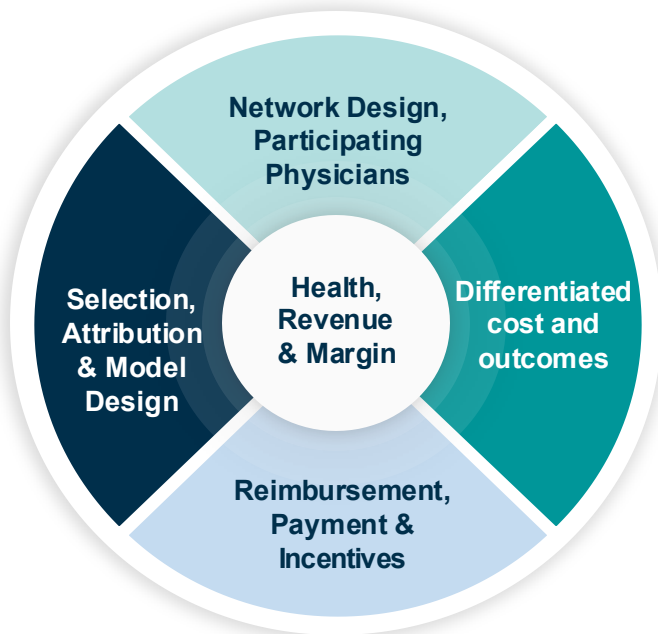 Network Design,
Participating
Physicians
Selection,
Attribution
& Model
Design
Health,
Revenue
& Margin
Differentiated
cost and
outcomes
Reimbursement,
Payment &
Incentives